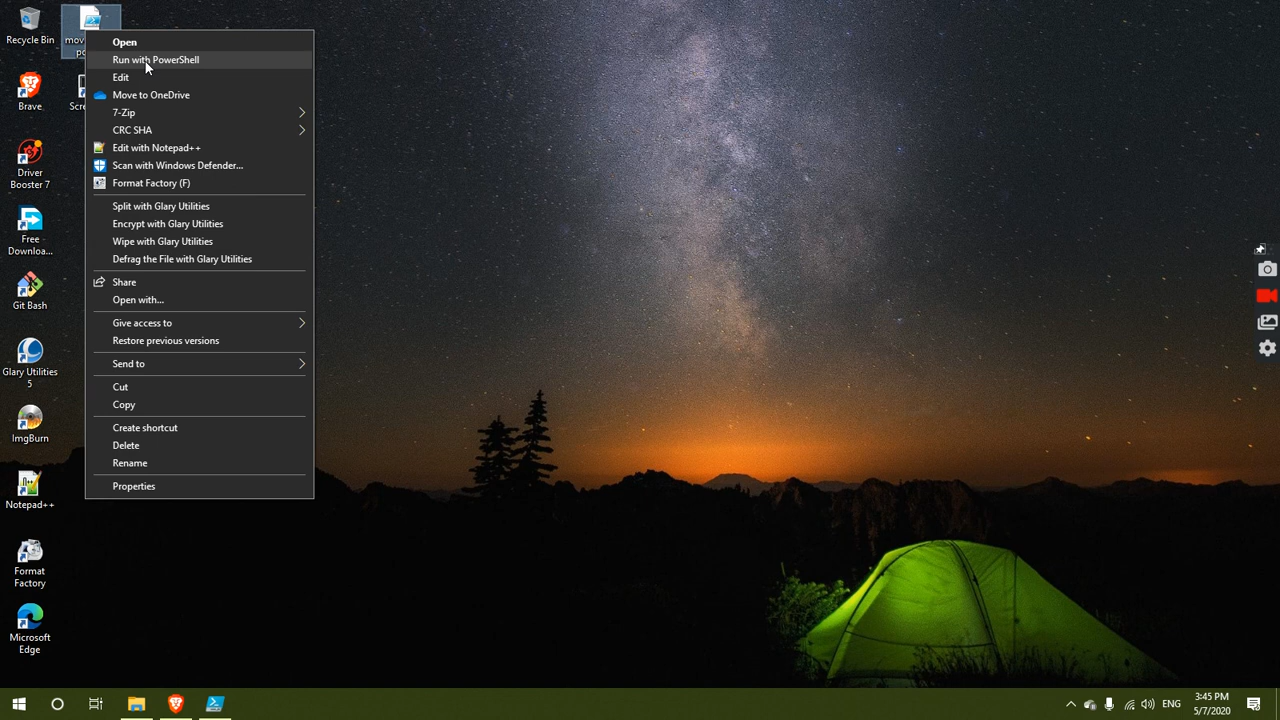 Recycle Bin
Brave
Driver
Booster 7
Free
Downloa...
Git Bash
Glary Utilities
5
ImgBurn
Notepad++
Format
Factory
Microsoft
Edge
Open
Run with PowerShell
Edit
Move to OneDrive
7-Zip
CRC SHA
Edit with Notepad++
Scan with Windows Defender...
Format Factory (F)
Split with Glary Utilities
Encrypt with Glary Utilities
Wipe with Glary Utilities
Defrag the File with Glary Utilities
Share
Open with...
Give access to
Restore previous versions
Send to
Cut
Copy
Create shortcut
Delete
Rename
Properties
ENG
3:45 PM
5/7/2020